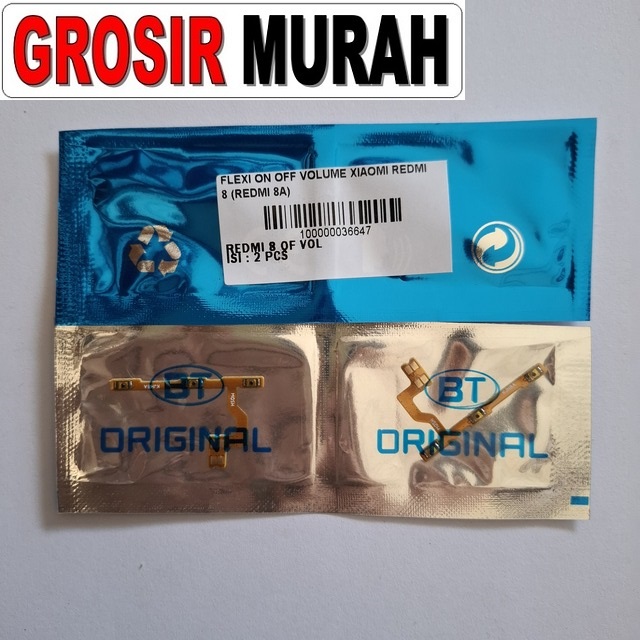 GROSIR MURAH
FLEXI ON OFF VOLUME XIAOMI REDMI
8 (REDMI 8A)
100000036647
REDMI 8 OF VOL
ISI : 2 PCS
BT
ORIGINAL
BT
ORIGINAL